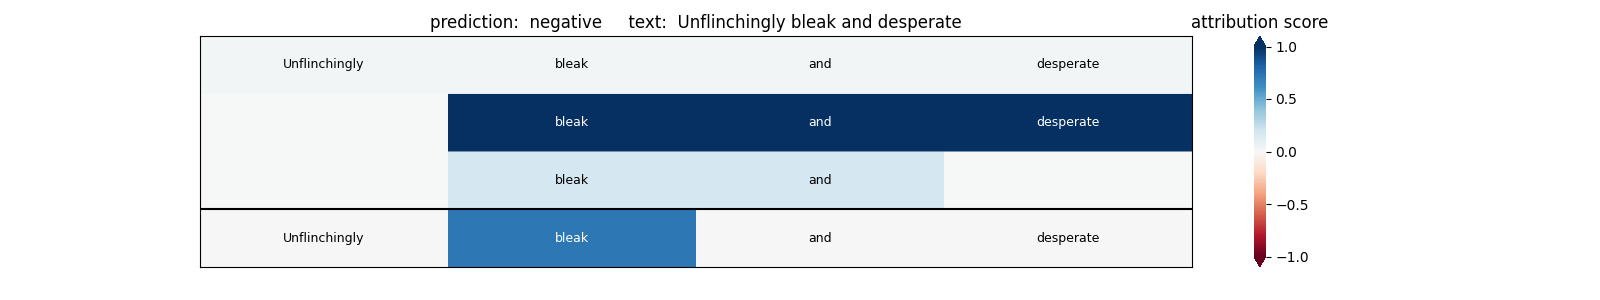 prediction:  negative     text:  Unflinchingly bleak and desperate
attribution score
Unflinchingly bleak and desperate
bleak and desperate
bleak and
Unflinchingly bleak and desperate
1.0
0.5
0.0
−0.5
−1.0